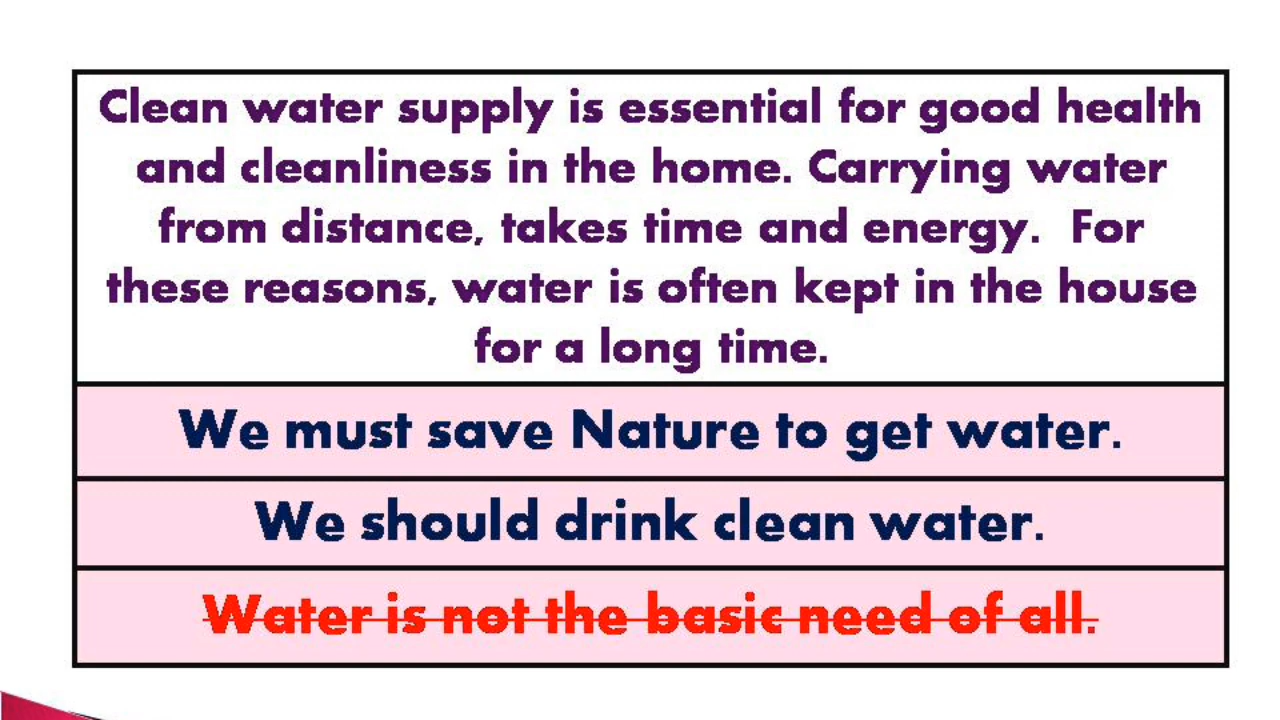 Clean water supply is essential for good health
and cleanliness in the home. Carrying water
from distance, takes time and energy.  For
these reasons, water is often kept in the house
for a long time.
We must save Nature to get water.
We should drink clean water.
Water is not the basic need of all.